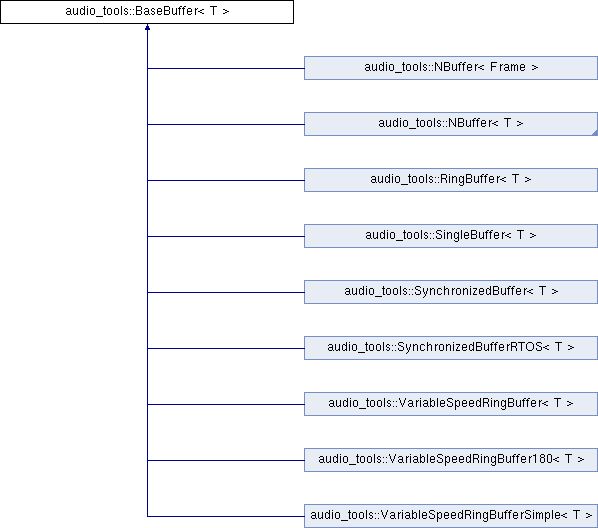 audio_tools::BaseBuffer< T >
audio_tools::NBuffer< Frame >
audio_tools::NBuffer< T >
audio_tools::RingBuffer< T >
audio_tools::SingleBuffer< T >
audio_tools::SynchronizedBuffer< T >
audio_tools::SynchronizedBufferRTOS< T >
audio_tools::VariableSpeedRingBuffer< T >
audio_tools::VariableSpeedRingBuffer180< T >
audio_tools::VariableSpeedRingBufferSimple< T >